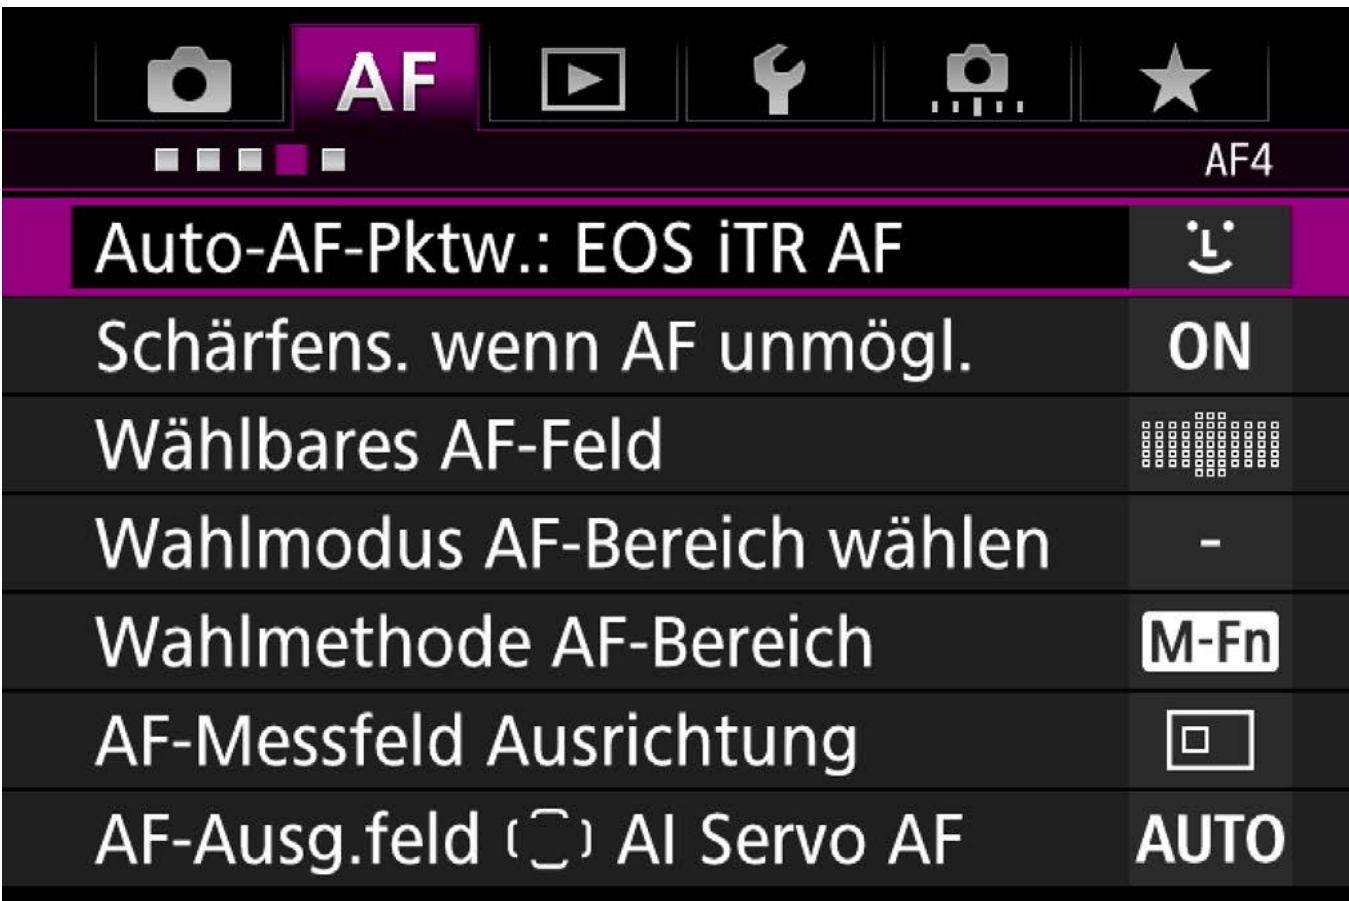 AF
AF4
Auto-AF-Pktw.: EOS iTR AF
Schärfens. wenn AF unmögl. ON
Wählbares AF-Feld
Wahlmodus AF-Bereich wählen -
Wahlmethode AF-Bereich M-Fn
AF-Messfeld Ausrichtung
AF-Ausg.feld AI Servo AF AUTO